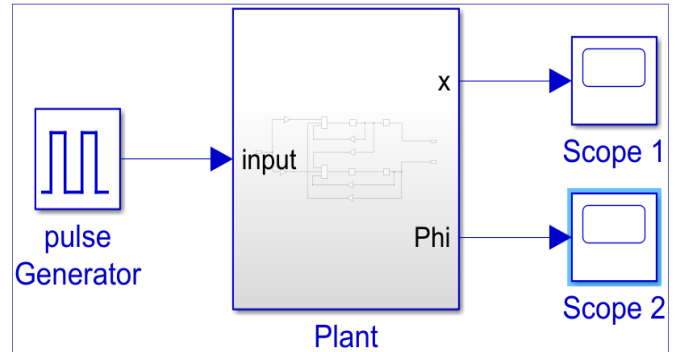 x
Scope 1
input
pulse
Generator
Phi
Scope 2
Plant